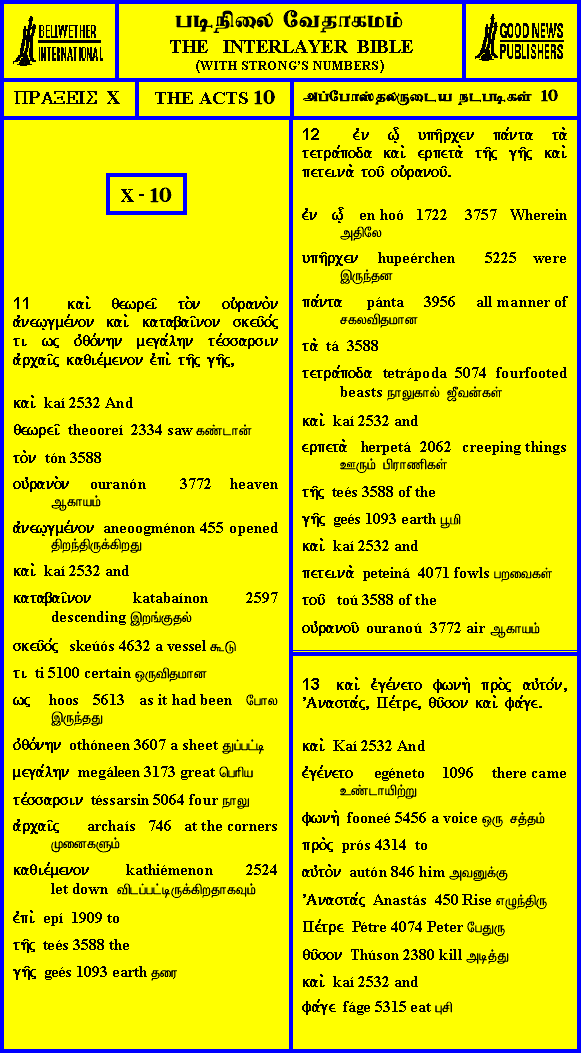 BELLWETHER
INTERNATIONAL
படிநிலை வேதாகமம்
THE INTERLAYER BIBLE
(WITH STRONG'S NUMBERS)
GOOD NEWS
PUBLISHERS
ΠΡΑΞΕΙΣ X
THE ACTS 10
அப்போஸ்தலருடைய நடபடிகள் 10
X - 10
11 καὶ θεωρεῖ τὸν οὐρανὸν
ἀνεῳγμένον καὶ καταβαῖνον σκεῦός
τι ως ὀθόνην μεγάλην τέσσαρσιν
ἀρχαῖς καθιέμενον ἐπὶ τῆς γῆς,
καὶ kaí 2532 And
θεωρεῖ theooreí 2334 saw கண்டான்
τὸν tón 3588
οὐρανὸν ouranón 3772 heaven
ஆகாயம்
ἀνεῳγμένον aneoogménon 455 opened
திறந்திருக்கிறது
καὶ kaí 2532 and
καταβαῖνον katabaínon 2597
descending இறங்குதல்
σκεῦός skeúós 4632 a vessel கூடு
τι ti 5100 certain ஒருவிதமான
ως hoos 5613 as it had been போல
இருந்தது
ὀθόνην othóneen 3607 a sheet துப்பட்டி
μεγάλην megáleen 3173 great பெரிய
τέσσαρσιν téssarsin 5064 four நாலு
ἀρχαῖς archaís 746 at the corners
முனைகளும்
καθιέμενον kathiémenon 2524
let down விடப்பட்டிருக்கிறதாகவும்
ἐπὶ epí 1909 to
τῆς teés 3588 the
γῆς geés 1093 earth தரை
12 ἐν ᾧ υπῆρχεν πάντα τὰ
τετράποδα καὶ ερπετὰ τῆς γῆς καὶ
πετεινὰ τοῦ οὐρανοῦ.
ἐν ᾧ en hoó 1722 3757 Wherein
அதிலே
υπῆρχεν hupeérchen 5225 were
இருந்தன
πάντα pánta 3956 all manner of
சகலவிதமான
τὰ tá 3588
τετράποδα tetrápoda 5074 fourfooted
beasts நாலுகால் ஜீவன்கள்
καὶ kaí 2532 and
ερπετὰ herpetá 2062 creeping things
ஊரும் பிராணிகள்
τῆς teés 3588 of the
γῆς geés 1093 earth பூமி
καὶ kaí 2532 and
πετεινὰ peteiná 4071 fowls பறவைகள்
τοῦ toú 3588 of the
οὐρανοῦ ouranoú 3772 air ஆகாயம்
13 καὶ ἐγένετο φωνὴ πρὸς αὐτόν,
Ἀναστάς, Πέτρε, θῦσον καὶ φάγε.
καὶ Kaí 2532 And
ἐγένετο egéneto 1096 there came
உண்டாயிற்று
φωνὴ fooneé 5456 a voice ஒரு சத்தம்
πρὸς prós 4314 to
αὐτὸν autón 846 him அவனுக்கு
Ἀναστάς Anastás 450 Rise எழுந்திரு
Πέτρε Pétre 4074 Peter பேதுரு
θῦσον Thúson 2380 kill அடித்து
καὶ kaí 2532 and
φάγε fáge 5315 eat புசி